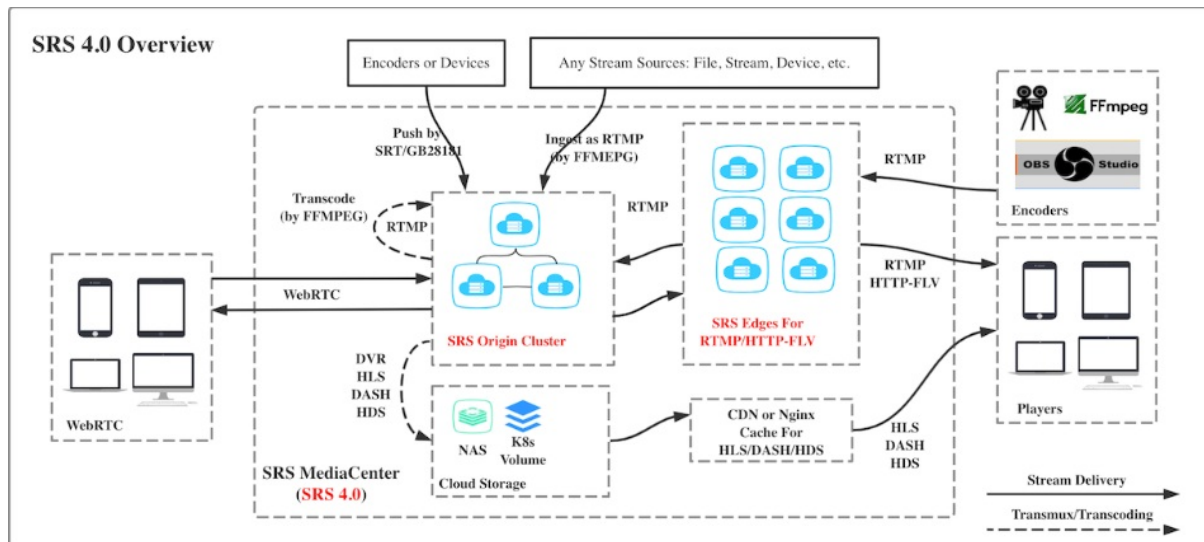 SRS 4.0 Overview
Encoders or Devices
Any Stream Sources: File, Stream, Device, etc.
Push by
SRT/GB28181
Ingest as RTMP
(by FFMEPG)
FFmpeg
OBS Studio
Encoders
RTMP
Transcode
(by FFMPEG)
RTMP
RTMP
RTMP
HTTP-FLV
WebRTC
SRS Origin Cluster
SRS Edges For
RTMP/HTTP-FLV
DVR
HLS
DASH
HDS
WebRTC
NAS
K8s
Volume
Cloud Storage
CDN or Nginx
Cache For
HLS/DASH/HDS
Players
HLS
DASH
HDS
SRS MediaCenter
(SRS 4.0)
Stream Delivery
Transmux/Transcoding